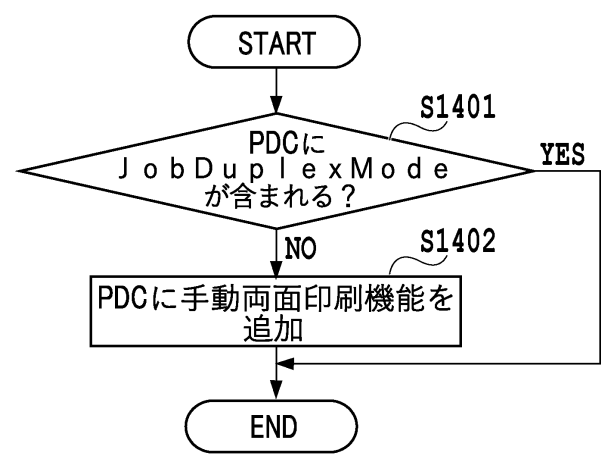 START
S1401
PDCに
ＪｏｂＤｕｐｌｅｘＭｏｄｅ
が含まれる？
YES
NO
S1402
PDCに手動両面印刷機能を
追加
END